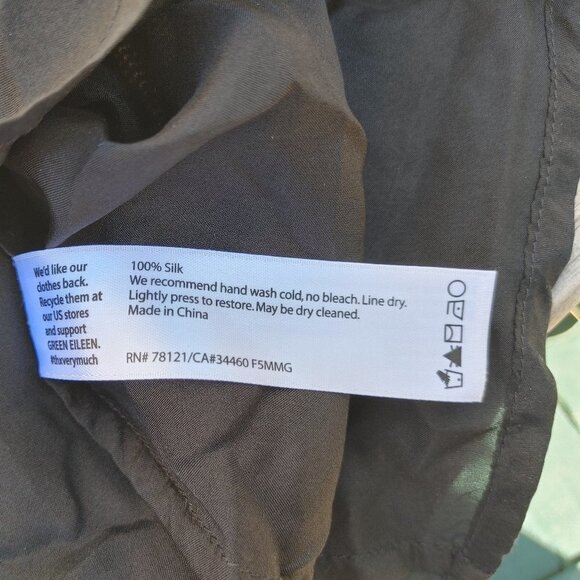 We'd like our
clothes back.
Recycle them at
our US stores
and support
GREEN EILEEN.
#thxverymuch
100% Silk
We recommend hand wash cold, no bleach. Line dry.
Lightly press to restore. May be dry cleaned.
Made in China
RN# 78121/CA#34460 F5MMG